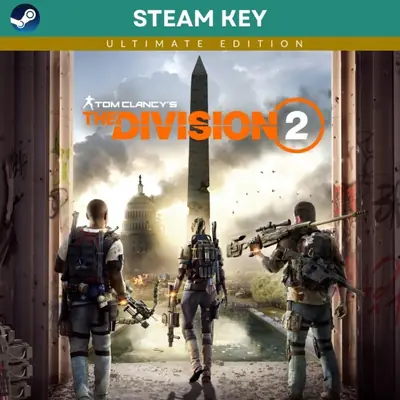 STEAM KEY
ULTIMATE EDITION
TOM CLANCY'S
THE DIVISION 2